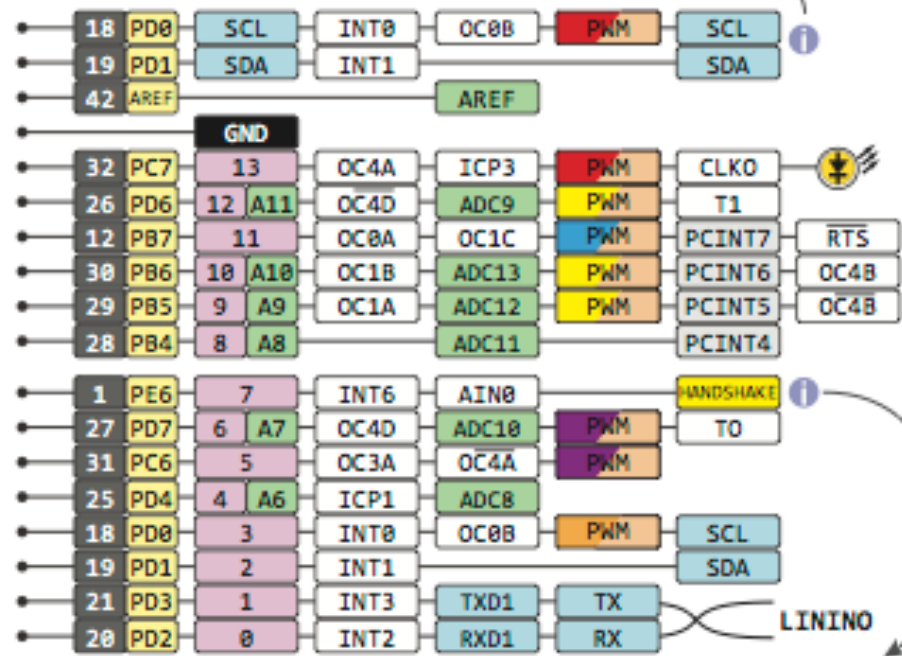 18 PD0 SCL INT0 OC0B PWM SCL i
19 PD1 SDA INT1 SDA
42 AREF AREF
GND
32 PC7 13 OC4A ICP3 PWM CLKO
26 PD6 12 A11 OC4D ADC9 PWM T1
12 PB7 11 OC0A OC1C PWM PCINT7 RTS
30 PB6 10 A10 OC1B ADC13 PWM PCINT6 OC4B
29 PB5 9 A9 OC1A ADC12 PWM PCINT5 OC4B
28 PB4 8 A8 ADC11 PCINT4
1 PE6 7 INT6 AIN0 HANDSHAKE i
27 PD7 6 A7 OC4D ADC10 PWM TO
31 PC6 5 OC3A OC4A PWM
25 PD4 4 A6 ICP1 ADC8
18 PD0 3 INT0 OC0B PWM SCL
19 PD1 2 INT1 SDA
21 PD3 1 INT3 TXD1 TX
LININO
20 PD2 0 INT2 RXD1 RX